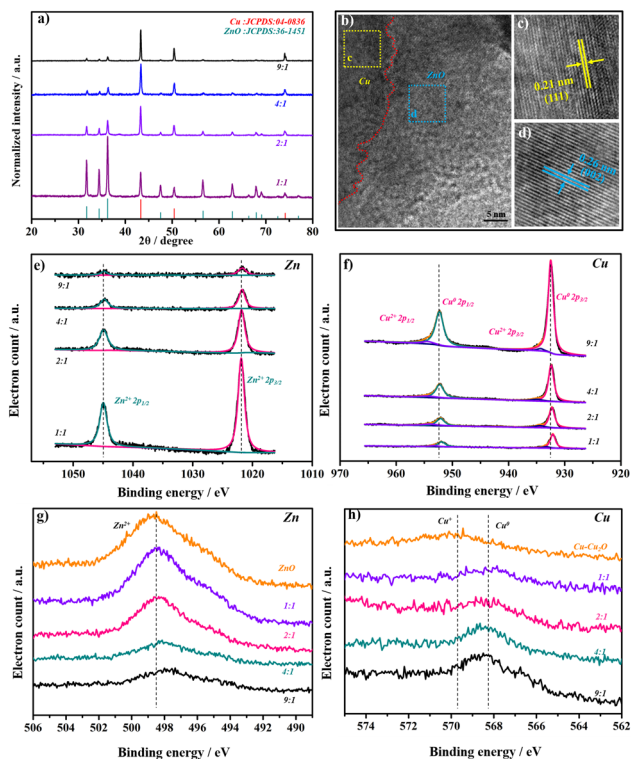 a)
Cu :JCPDS:04-0836
ZnO :JCPDS:36-1451
9:1
4:1
2:1
1:1
Normalized intensity / a.u.
20 30 40 50 60 70 80
2θ / degree
b)
c
Cu
ZnO
d
5 nm
c)
0.21 nm
(111)
d)
0.26 nm
(002)
e)
Zn
9:1
4:1
2:1
Zn²⁺ 2p1/2
Zn²⁺ 2p3/2
1:1
Electron count / a.u.
1050 1040 1030 1020 1010
Binding energy / eV
f)
Cu
Cu²⁺ 2p1/2
Cu⁰ 2p1/2
Cu²⁺ 2p3/2
Cu⁰ 2p3/2
9:1
4:1
2:1
1:1
Electron count / a.u.
970 960 950 940 930 920
Binding energy / eV
g)
Zn
Zn²⁺
ZnO
1:1
2:1
4:1
9:1
Electron count / a.u.
506 504 502 500 498 496 494 492 490
Binding energy / eV
h)
Cu
Cu⁺
Cu⁰
Cu-Cu₂O
1:1
2:1
4:1
9:1
Electron count / a.u.
574 572 570 568 566 564 562
Binding energy / eV